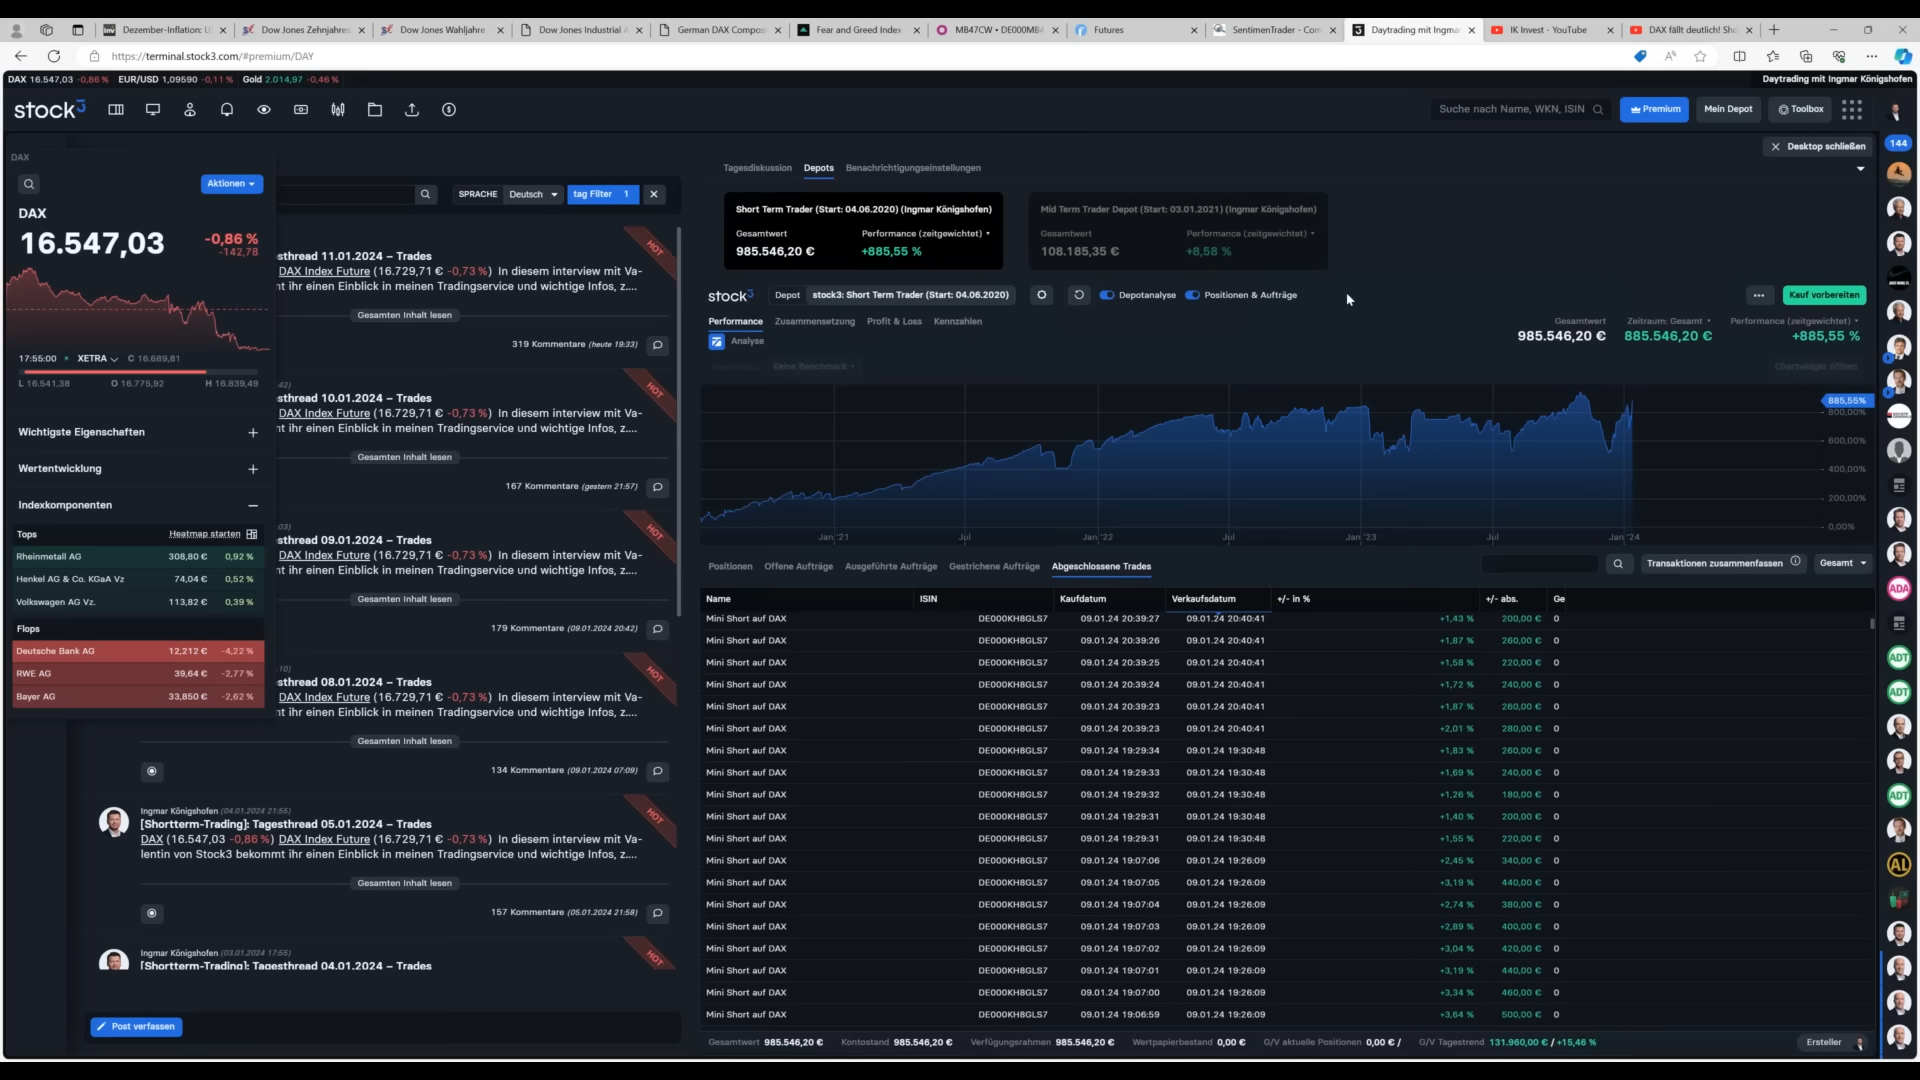 Dezember-Inflation: U
Dow Jones Zehnjahres
Dow Jones Wahljahre
Dow Jones Industrial A
German DAX Compos
Fear and Greed Index
MB47CW • DE000MB4
Futures
SentimenTrader - Com
Daytrading mit Ingmar
IK Invest - YouTube
DAX fällt deutlich! Sho
https://terminal.stock3.com/#premium/DAY
DAX 16.547,03 -0,86 % EUR/USD 1,09590 -0,11 % Gold 2.014,97 -0,46 %
Daytrading mit Ingmar Königshofen
stock3
Suche nach Name, WKN, ISIN
Premium
Mein Depot
Toolbox
Desktop schließen
144
DAX
Aktionen
DAX
16.547,03
-0,86 %
-142,78
17:55:00 • XETRA C 16.689,81
L 16.541,38 O 16.775,92 H 16.839,49
Wichtigste Eigenschaften +
Wertentwicklung +
Indexkomponenten −
Tops Heatmap starten
Rheinmetall AG 308,80 € 0,92 %
Henkel AG & Co. KGaA Vz 74,04 € 0,52 %
Volkswagen AG Vz. 113,82 € 0,39 %
Flops
Deutsche Bank AG 12,212 € -4,22 %
RWE AG 39,64 € -2,77 %
Bayer AG 33,850 € -2,62 %
SPRACHE Deutsch tag Filter 1
HOT
sthread 11.01.2024 – Trades
DAX Index Future (16.729,71 € -0,73 %) In diesem interview mit Va-
nt ihr einen Einblick in meinen Tradingservice und wichtige Infos, z....
Gesamten Inhalt lesen
319 Kommentare (heute 19:33)
42)
HOT
sthread 10.01.2024 – Trades
DAX Index Future (16.729,71 € -0,73 %) In diesem interview mit Va-
nt ihr einen Einblick in meinen Tradingservice und wichtige Infos, z....
Gesamten Inhalt lesen
167 Kommentare (gestern 21:57)
03)
HOT
sthread 09.01.2024 – Trades
DAX Index Future (16.729,71 € -0,73 %) In diesem interview mit Va-
nt ihr einen Einblick in meinen Tradingservice und wichtige Infos, z....
Gesamten Inhalt lesen
179 Kommentare (09.01.2024 20:42)
10)
HOT
sthread 08.01.2024 – Trades
DAX Index Future (16.729,71 € -0,73 %) In diesem interview mit Va-
nt ihr einen Einblick in meinen Tradingservice und wichtige Infos, z....
Gesamten Inhalt lesen
134 Kommentare (09.01.2024 07:09)
Ingmar Königshofen (04.01.2024 21:55)
HOT
[Shortterm-Trading]: Tagesthread 05.01.2024 – Trades
DAX (16.547,03 -0,86 %) DAX Index Future (16.729,71 € -0,73 %) In diesem interview mit Va-
lentin von Stock3 bekommt ihr einen Einblick in meinen Tradingservice und wichtige Infos, z....
Gesamten Inhalt lesen
157 Kommentare (05.01.2024 21:58)
Ingmar Königshofen (03.01.2024 17:55)
HOT
[Shortterm-Trading]: Tagesthread 04.01.2024 – Trades
Post verfassen
Tagesdiskussion Depots Benachrichtigungseinstellungen
Short Term Trader (Start: 04.06.2020) (Ingmar Königshofen)
Gesamtwert Performance (zeitgewichtet)
985.546,20 € +885,55 %
Mid Term Trader Depot (Start: 03.01.2021) (Ingmar Königshofen)
Gesamtwert Performance (zeitgewichtet)
108.185,35 € +8,58 %
stock3 Depot stock3: Short Term Trader (Start: 04.06.2020) Depotanalyse Positionen & Aufträge
Kauf vorbereiten
Performance Zusammensetzung Profit & Loss Kennzahlen
Gesamtwert Zeitraum: Gesamt Performance (zeitgewichtet)
985.546,20 € 885.546,20 € +885,55 %
Analyse
Keine Benchmark
Chartwidget öffnen
885,55%
800,00%
600,00%
400,00%
200,00%
0,00%
Jan '21 Jul Jan '22 Jul Jan '23 Jul Jan '24
Positionen Offene Aufträge Ausgeführte Aufträge Gestrichene Aufträge Abgeschlossene Trades
Transaktionen zusammenfassen Gesamt
Name ISIN Kaufdatum Verkaufsdatum +/- in % +/- abs. Ge
Mini Short auf DAX DE000KH8GLS7 09.01.24 20:39:27 09.01.24 20:40:41 +1,43 % 200,00 € 0
Mini Short auf DAX DE000KH8GLS7 09.01.24 20:39:26 09.01.24 20:40:41 +1,87 % 260,00 € 0
Mini Short auf DAX DE000KH8GLS7 09.01.24 20:39:25 09.01.24 20:40:41 +1,58 % 220,00 € 0
Mini Short auf DAX DE000KH8GLS7 09.01.24 20:39:24 09.01.24 20:40:41 +1,72 % 240,00 € 0
Mini Short auf DAX DE000KH8GLS7 09.01.24 20:39:23 09.01.24 20:40:41 +1,87 % 260,00 € 0
Mini Short auf DAX DE000KH8GLS7 09.01.24 20:39:23 09.01.24 20:40:41 +2,01 % 280,00 € 0
Mini Short auf DAX DE000KH8GLS7 09.01.24 19:29:34 09.01.24 19:30:48 +1,83 % 260,00 € 0
Mini Short auf DAX DE000KH8GLS7 09.01.24 19:29:33 09.01.24 19:30:48 +1,69 % 240,00 € 0
Mini Short auf DAX DE000KH8GLS7 09.01.24 19:29:32 09.01.24 19:30:48 +1,26 % 180,00 € 0
Mini Short auf DAX DE000KH8GLS7 09.01.24 19:29:31 09.01.24 19:30:48 +1,40 % 200,00 € 0
Mini Short auf DAX DE000KH8GLS7 09.01.24 19:29:31 09.01.24 19:30:48 +1,55 % 220,00 € 0
Mini Short auf DAX DE000KH8GLS7 09.01.24 19:07:06 09.01.24 19:26:09 +2,45 % 340,00 € 0
Mini Short auf DAX DE000KH8GLS7 09.01.24 19:07:05 09.01.24 19:26:09 +3,19 % 440,00 € 0
Mini Short auf DAX DE000KH8GLS7 09.01.24 19:07:04 09.01.24 19:26:09 +2,74 % 380,00 € 0
Mini Short auf DAX DE000KH8GLS7 09.01.24 19:07:03 09.01.24 19:26:09 +2,89 % 400,00 € 0
Mini Short auf DAX DE000KH8GLS7 09.01.24 19:07:02 09.01.24 19:26:09 +3,04 % 420,00 € 0
Mini Short auf DAX DE000KH8GLS7 09.01.24 19:07:01 09.01.24 19:26:09 +3,19 % 440,00 € 0
Mini Short auf DAX DE000KH8GLS7 09.01.24 19:07:00 09.01.24 19:26:09 +3,34 % 460,00 € 0
Mini Short auf DAX DE000KH8GLS7 09.01.24 19:06:59 09.01.24 19:26:09 +3,64 % 500,00 € 0
Gesamtwert 985.546,20 € Kontostand 985.546,20 € Verfügungsrahmen 985.546,20 € Wertpapierbestand 0,00 € G/V aktuelle Positionen 0,00 € / G/V Tagestrend 131.960,00 € / +15,46 %
Ersteller
ADA
ADT
ADT
ADT
AL